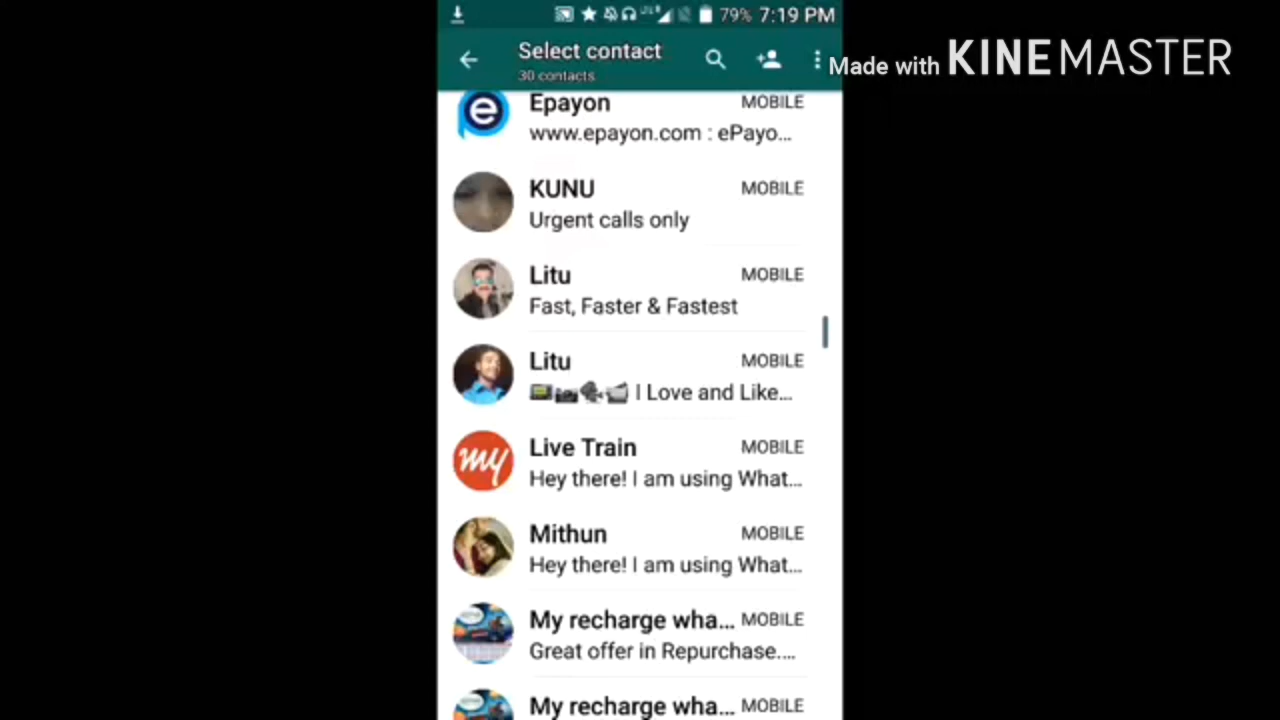 79% 7:19 PM
Select contact
30 contacts
Made with KINEMASTER
Epayon MOBILE
www.epayon.com : ePayo...
KUNU MOBILE
Urgent calls only
Litu MOBILE
Fast, Faster & Fastest
Litu MOBILE
I Love and Like...
my
Live Train MOBILE
Hey there! I am using What...
Mithun MOBILE
Hey there! I am using What...
My recharge wha... MOBILE
Great offer in Repurchase....
My recharge wha... MOBILE